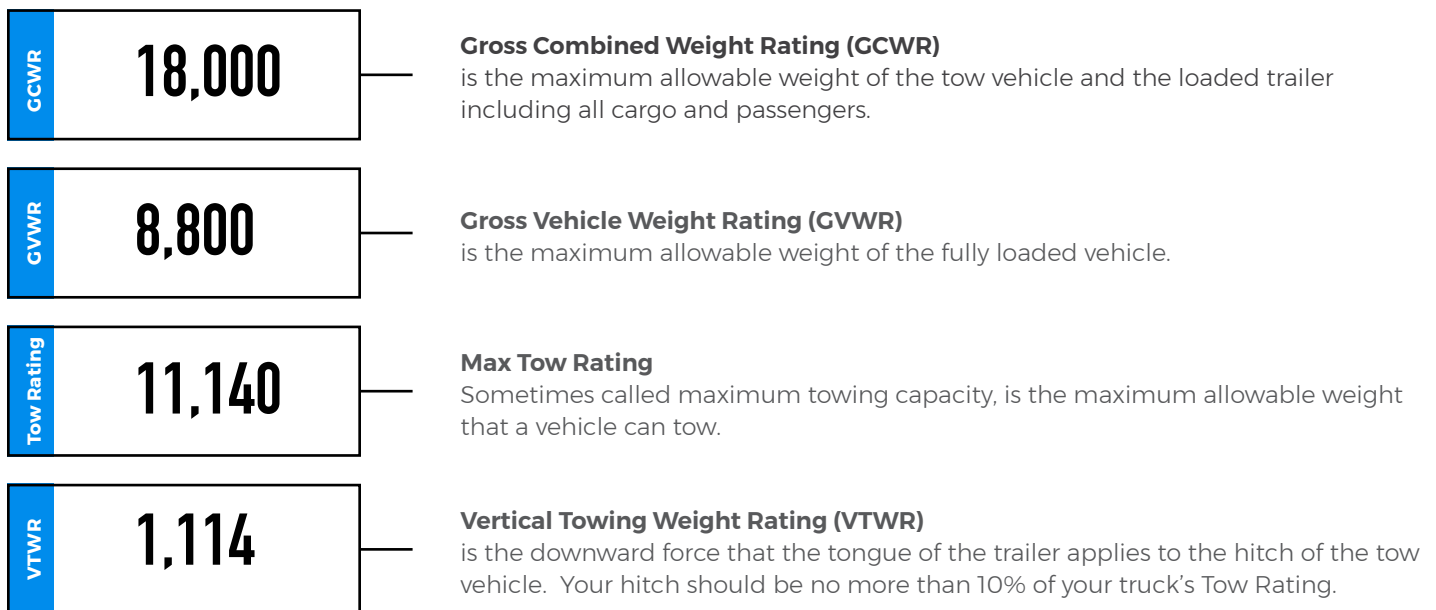 GCWR
18,000
Gross Combined Weight Rating (GCWR)
is the maximum allowable weight of the tow vehicle and the loaded trailer
including all cargo and passengers.
GVWR
8,800
Gross Vehicle Weight Rating (GVWR)
is the maximum allowable weight of the fully loaded vehicle.
Tow Rating
11,140
Max Tow Rating
Sometimes called maximum towing capacity, is the maximum allowable weight
that a vehicle can tow.
VTWR
1,114
Vertical Towing Weight Rating (VTWR)
is the downward force that the tongue of the trailer applies to the hitch of the tow
vehicle.  Your hitch should be no more than 10% of your truck's Tow Rating.